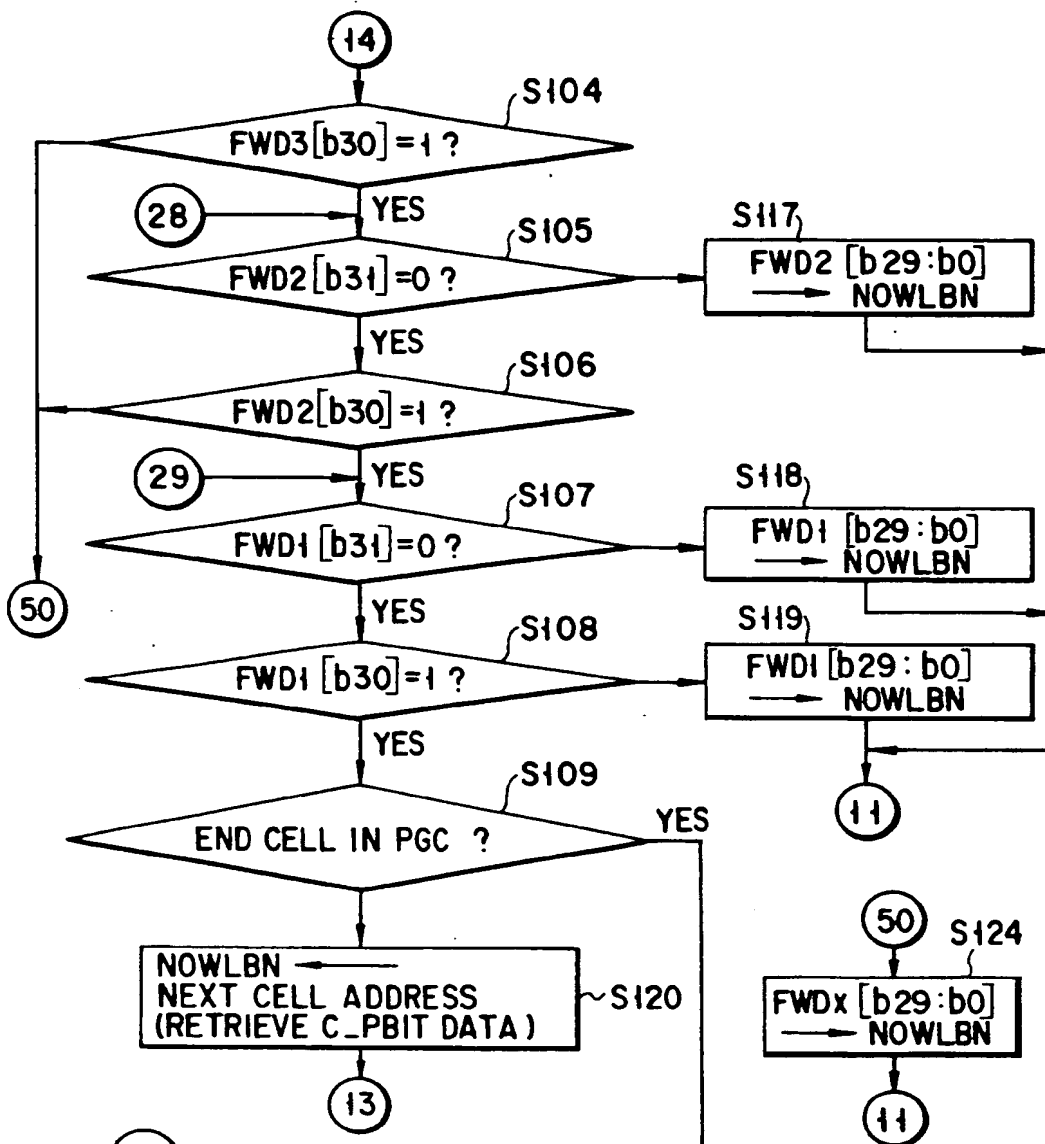 14
S104
FWD3[b30]=1 ?
YES
28
S105
FWD2[b31]=0 ?
S117
FWD2 [b29:b0]
→ NOWLBN
YES
S106
FWD2[b30]=1 ?
YES
29
S107
FWD1[b31]=0 ?
S118
FWD1 [b29:b0]
→ NOWLBN
50
YES
S108
FWD1[b30]=1 ?
S119
FWD1[b29:b0]
→ NOWLBN
YES
S109
END CELL IN PGC ?
YES
11
NOWLBN ←
NEXT CELL ADDRESS
(RETRIEVE C_PBIT DATA)
S120
13
50
S124
FWDX [b29:b0]
→ NOWLBN
11